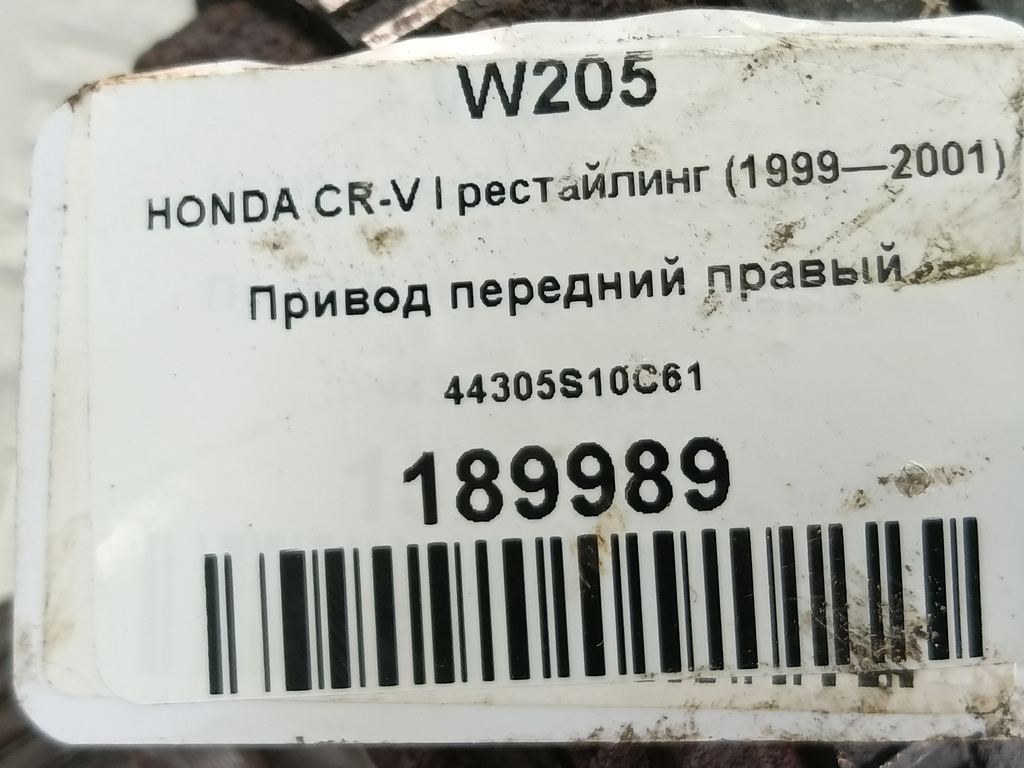 W205
HONDA CR-V I рестайлинг (1999—2001)
Привод передний правый
44305S10C61
189989